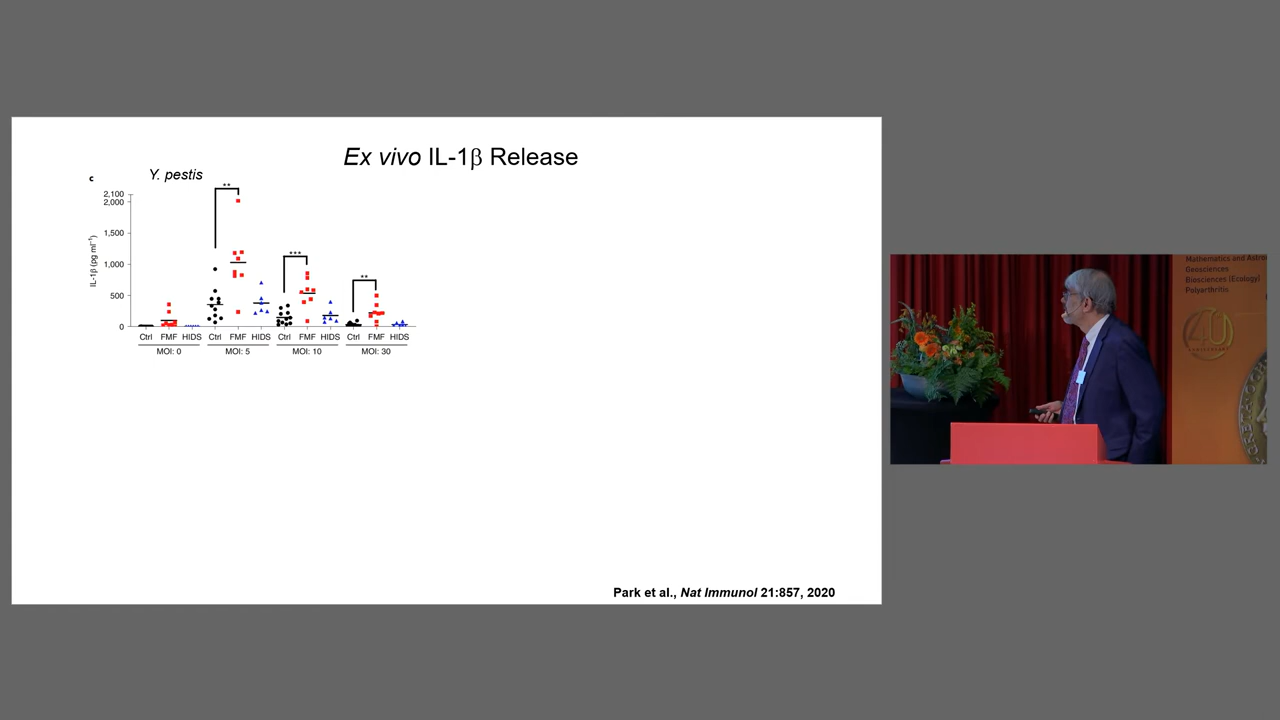 Ex vivo IL-1β Release
c
Y. pestis
2,100
2,000
1,500
1,000
500
0
IL-1β (pg ml⁻¹)
**
***
**
Ctrl FMF HIDS Ctrl FMF HIDS Ctrl FMF HIDS Ctrl FMF HIDS
MOI: 0 MOI: 5 MOI: 10 MOI: 30
Park et al., Nat Immunol 21:857, 2020
Mathematics and Astro
Geosciences
Biosciences (Ecology)
Polyarthritis
40